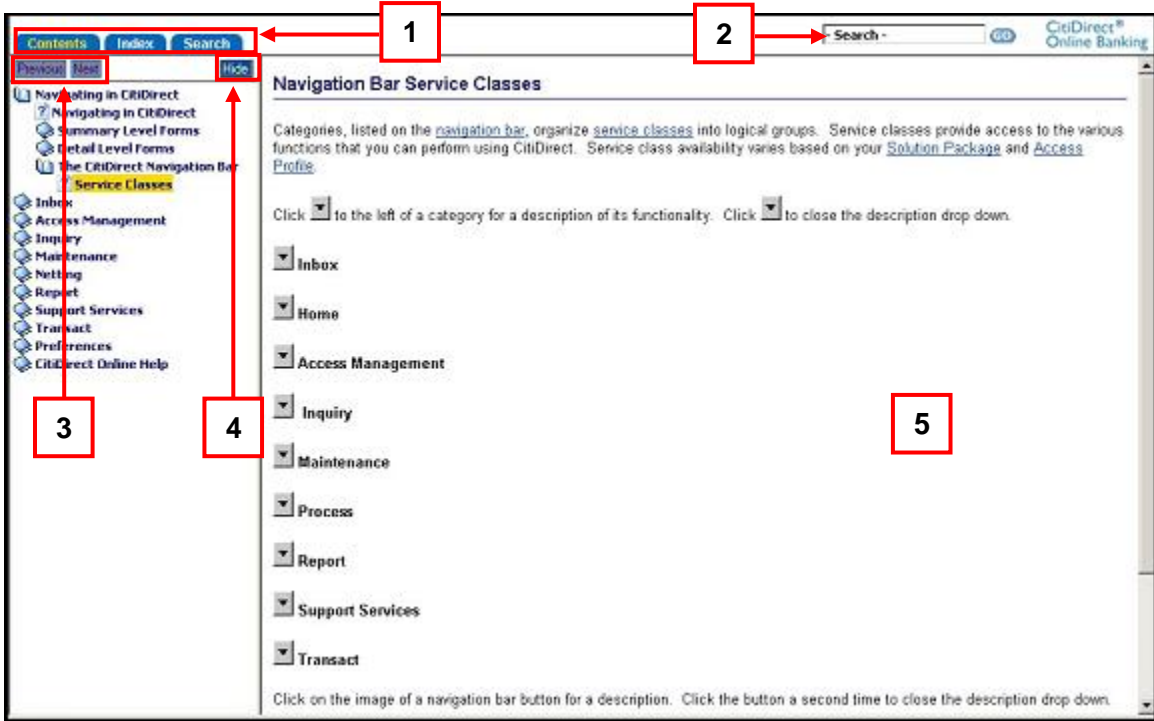 1
2
- Search -
GO
CitiDirect®
Online Banking
Contents Index Search
Previous Next Hide
Navigating in CitiDirect
Navigating in CitiDirect
Summary Level Forms
Detail Level Forms
The CitiDirect Navigation Bar
Service Classes
Inbox
Access Management
Inquiry
Maintenance
Netting
Report
Support Services
Transact
Preferences
CitiDirect Online Help
3
4
Navigation Bar Service Classes
Categories, listed on the navigation bar, organize service classes into logical groups. Service classes provide access to the various
functions that you can perform using CitiDirect. Service class availability varies based on your Solution Package and Access
Profile.
Click to the left of a category for a description of its functionality. Click to close the description drop down.
Inbox
Home
Access Management
Inquiry
5
Maintenance
Process
Report
Support Services
Transact
Click on the image of a navigation bar button for a description. Click the button a second time to close the description drop down.